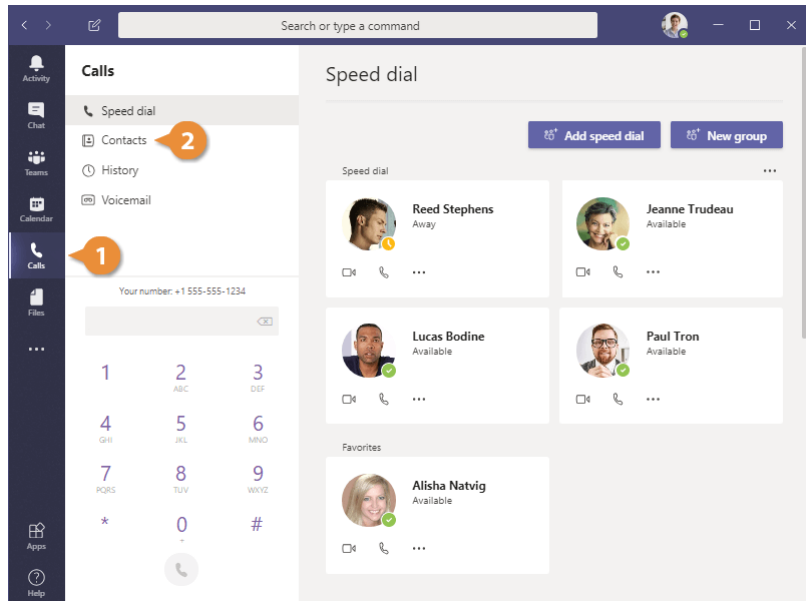 Search or type a command
Activity
Chat
Teams
Calendar
Calls
Files
Apps
Help
Calls
Speed dial
Contacts
History
Voicemail
1
2
Your number: +1 555-555-1234
1 2 3
ABC DEF
4 5 6
GHI JKL MNO
7 8 9
PQRS TUV WXYZ
* 0 #
+
Speed dial
Add speed dial New group
Speed dial
Reed Stephens
Away
Jeanne Trudeau
Available
Lucas Bodine
Available
Paul Tron
Available
Favorites
Alisha Natvig
Available